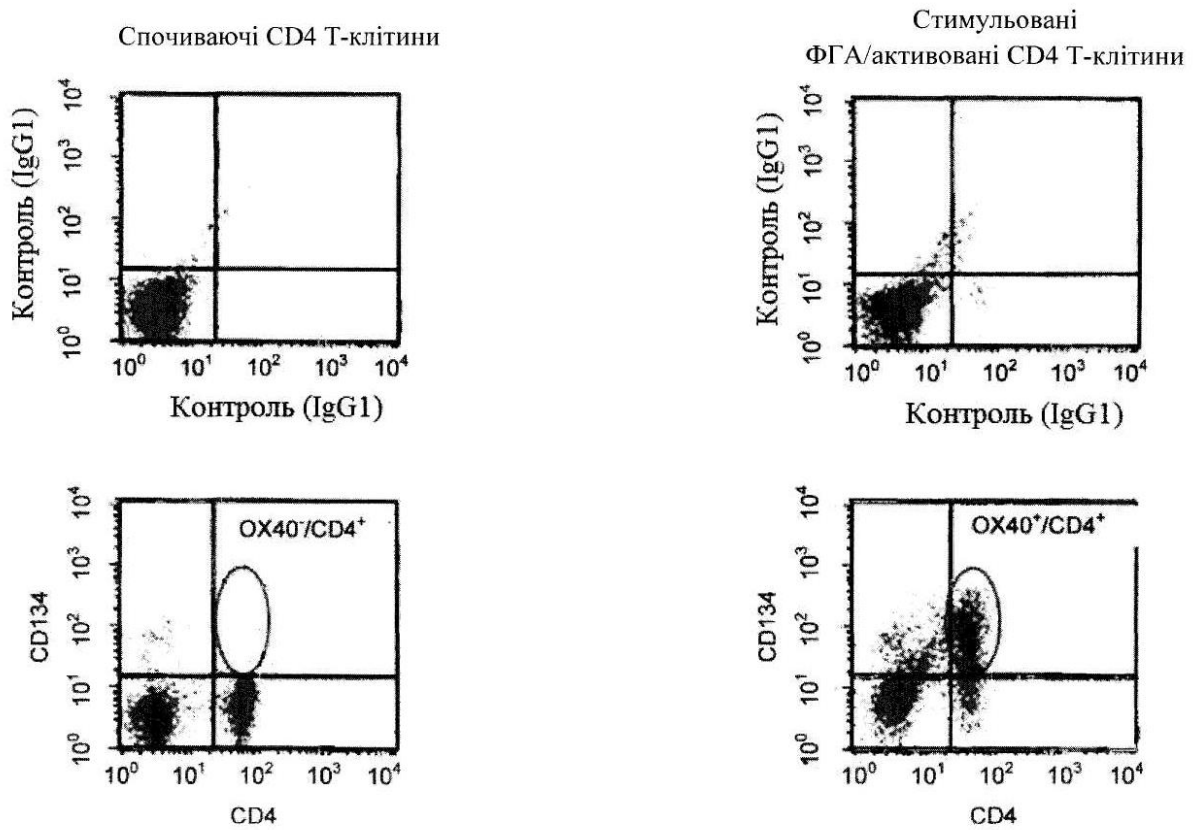 Спочиваючі CD4 Т-клітини
Стимульовані
ФГА/активовані CD4 Т-клітини
Контроль (IgG1)
10⁴
10³
10²
10¹
10⁰
10⁰ 10¹ 10² 10³ 10⁴
Контроль (IgG1)
Контроль (IgG1)
10⁴
10³
10²
10¹
10⁰
10⁰ 10¹ 10² 10³ 10⁴
Контроль (IgG1)
CD134
10⁴
10³
10²
10¹
10⁰
OX40⁻/CD4⁺
10⁰ 10¹ 10² 10³ 10⁴
CD4
CD134
10⁴
10³
10²
10¹
10⁰
OX40⁺/CD4⁺
10⁰ 10¹ 10² 10³ 10⁴
CD4